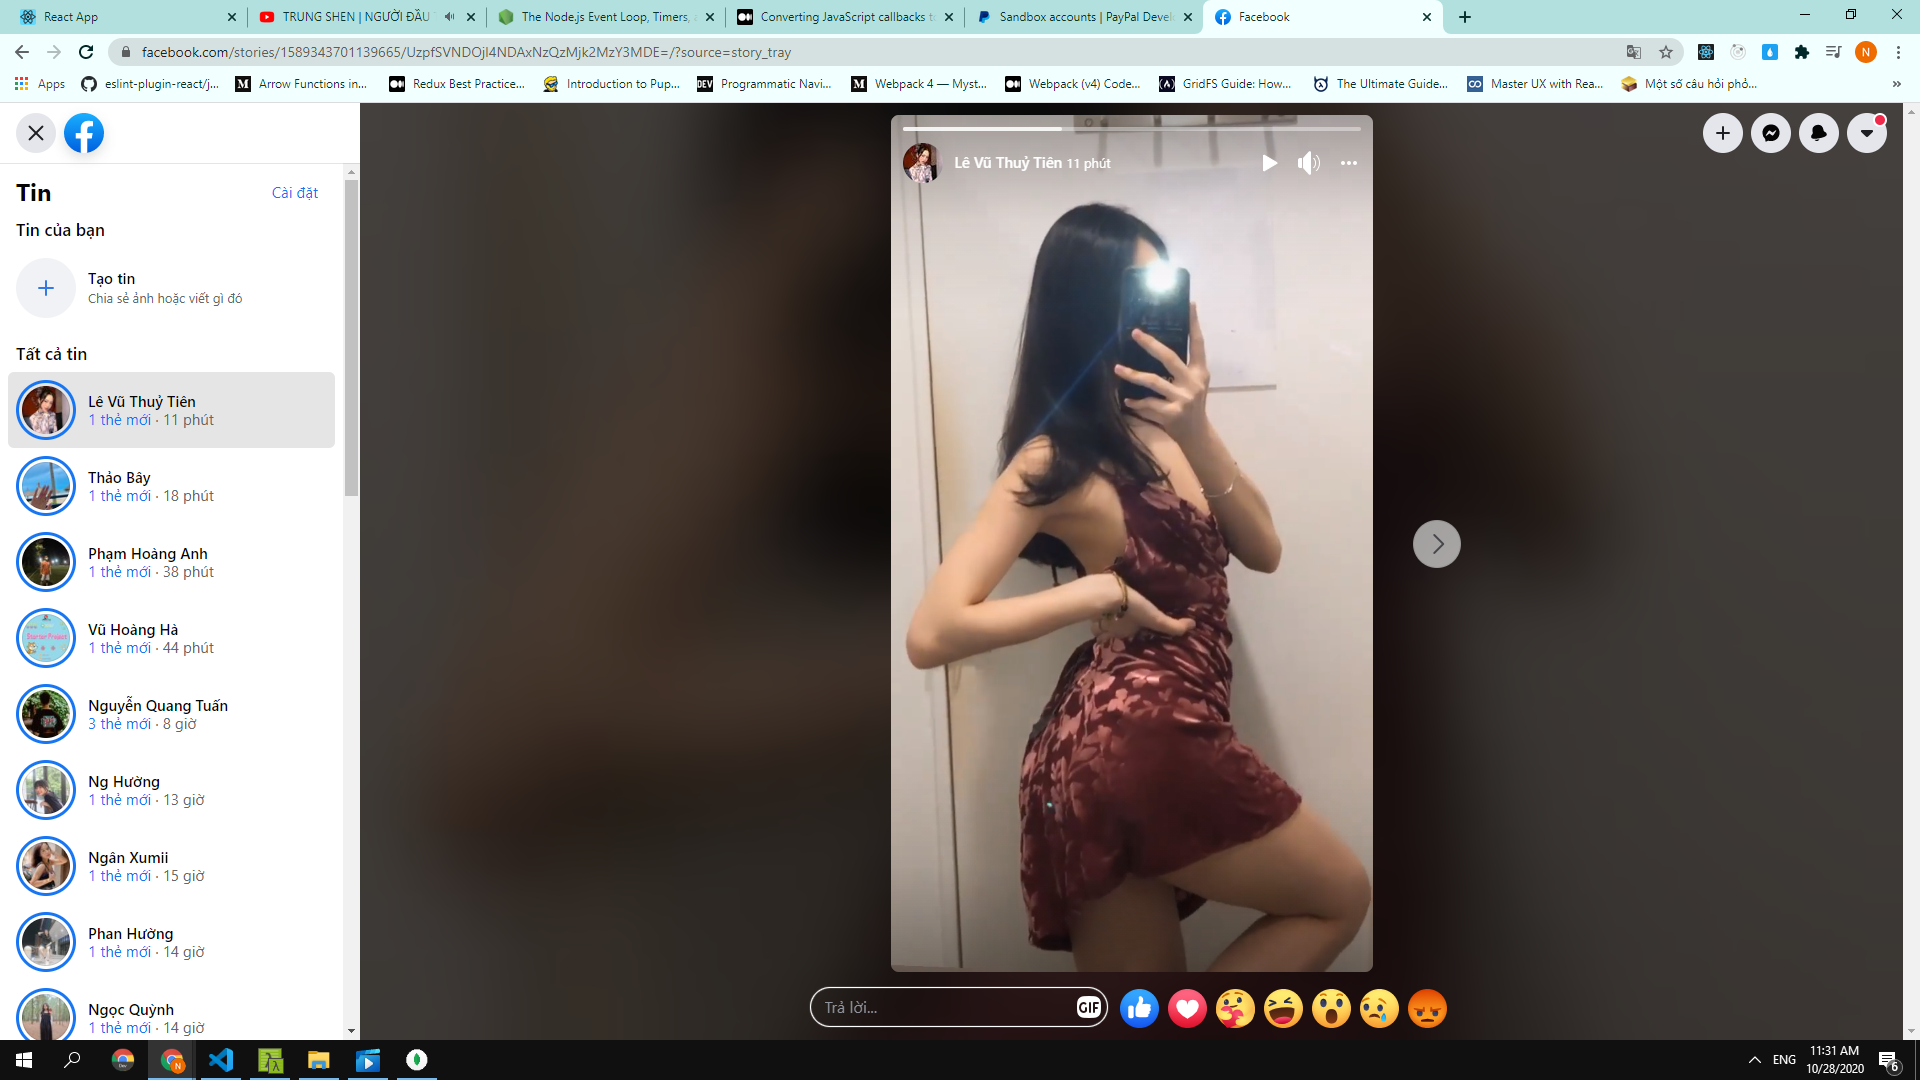 React App
TRUNG SHEN | NGƯỜI ĐẦU
The Node.js Event Loop, Timers,
Converting JavaScript callbacks to
Sandbox accounts | PayPal Devel
Facebook
facebook.com/stories/1589343701139665/UzpfSVNDOjI4NDAxNzQzMjk2MzY3MDE=/?source=story_tray
N
Apps
eslint-plugin-react/j...
Arrow Functions in...
Redux Best Practice...
Introduction to Pup...
DEV
Programmatic Navi...
Webpack 4 — Myst...
Webpack (v4) Code...
GridFS Guide: How...
The Ultimate Guide...
Master UX with Rea...
Một số câu hỏi phỏ...
Tin
Cài đặt
Tin của bạn
Tạo tin
Chia sẻ ảnh hoặc viết gì đó
Tất cả tin
Lê Vũ Thuỷ Tiên
1 thẻ mới · 11 phút
Thảo Bây
1 thẻ mới · 18 phút
Phạm Hoàng Anh
1 thẻ mới · 38 phút
Vũ Hoàng Hà
1 thẻ mới · 44 phút
Nguyễn Quang Tuấn
3 thẻ mới · 8 giờ
Ng Hường
1 thẻ mới · 13 giờ
Ngân Xumii
1 thẻ mới · 15 giờ
Phan Hường
1 thẻ mới · 14 giờ
Ngọc Quỳnh
1 thẻ mới · 14 giờ
Lê Vũ Thuỷ Tiên 11 phút
Trả lời...
GIF
ENG
11:31 AM
10/28/2020
6